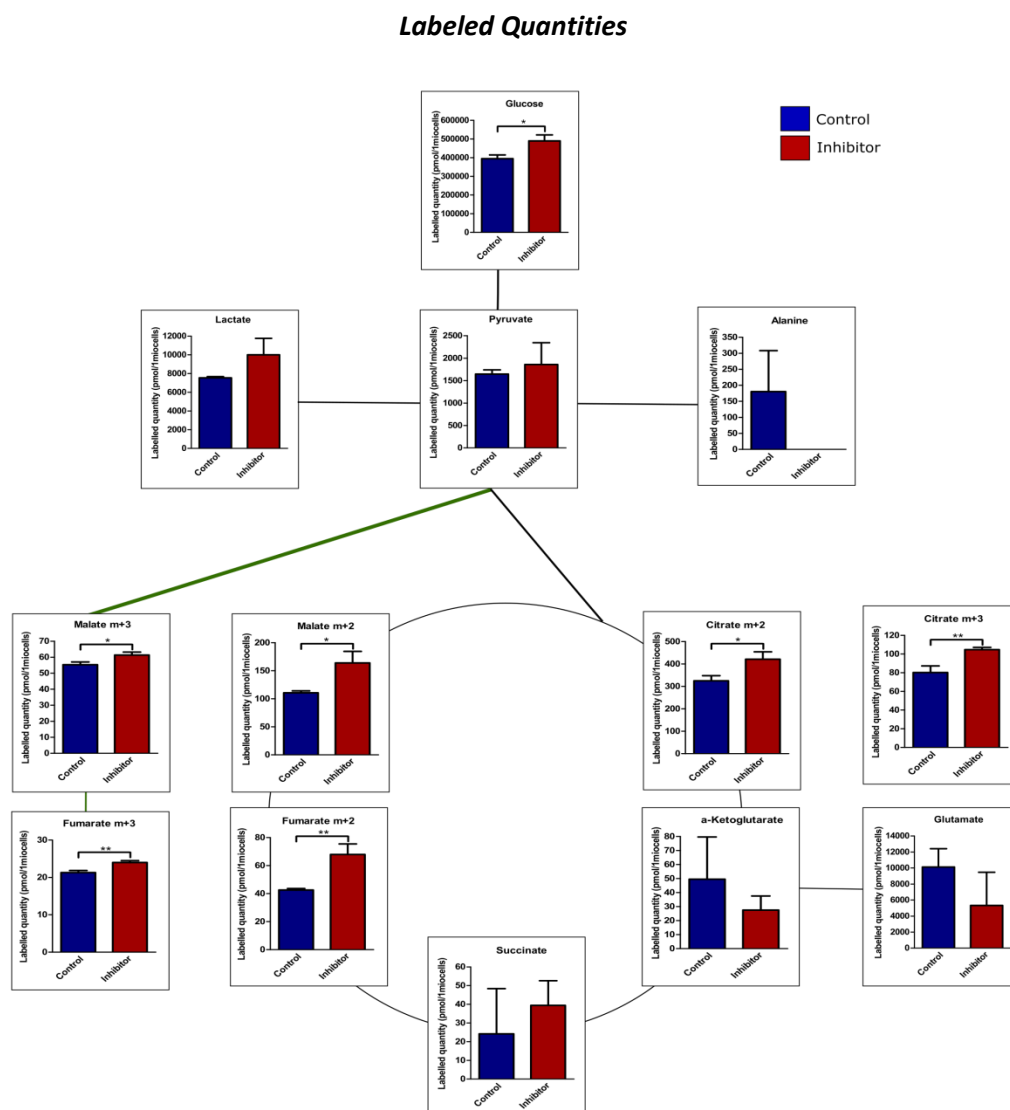 Labeled Quantities
Glucose
Labelled quantity (pmol/1miocells)
600000
500000
400000
300000
200000
100000
0
*
Control
Inhibitor
Control
Inhibitor
Lactate
Labelled quantity (pmol/1miocells)
12000
10000
8000
6000
4000
2000
0
Control
Inhibitor
Pyruvate
Labelled quantity (pmol/1miocells)
2500
2000
1500
1000
500
0
Control
Inhibitor
Alanine
Labelled quantity (pmol/1miocells)
350
300
250
200
150
100
50
0
Control
Inhibitor
Malate m+3
Labelled quantity (pmol/1miocells)
70
60
50
40
30
20
10
0
*
Control
Inhibitor
Malate m+2
Labelled quantity (pmol/1miocells)
200
150
100
50
0
*
Control
Inhibitor
Citrate m+2
Labelled quantity (pmol/1miocells)
500
400
300
200
100
0
*
Control
Inhibitor
Citrate m+3
Labelled quantity (pmol/1miocells)
120
100
80
60
40
20
0
**
Control
Inhibitor
Fumarate m+3
Labelled quantity (pmol/1miocells)
30
20
10
0
**
Control
Inhibitor
Fumarate m+2
Labelled quantity (pmol/1miocells)
80
60
40
20
0
**
Control
Inhibitor
a-Ketoglutarate
Labelled quantity (pmol/1miocells)
80
70
60
50
40
30
20
10
0
Control
Inhibitor
Glutamate
Labelled quantity (pmol/1miocells)
14000
12000
10000
8000
6000
4000
2000
0
Control
Inhibitor
Succinate
Labelled quantity (pmol/1miocells)
60
50
40
30
20
10
0
Control
Inhibitor